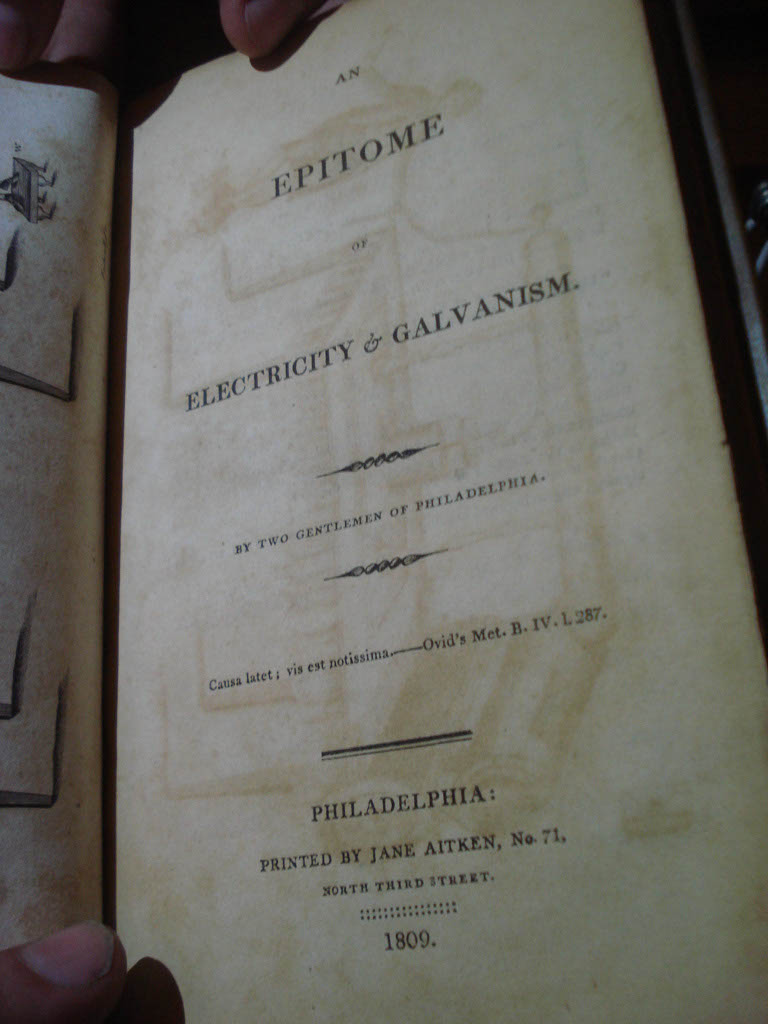 AN
EPITOME
OF
ELECTRICITY & GALVANISM.
BY TWO GENTLEMEN OF PHILADELPHIA.
Causa latet; vis est notissima.——Ovid's Met. B. IV. l. 287.
PHILADELPHIA:
PRINTED BY JANE AITKEN, No. 71,
NORTH THIRD STREET.
1809.